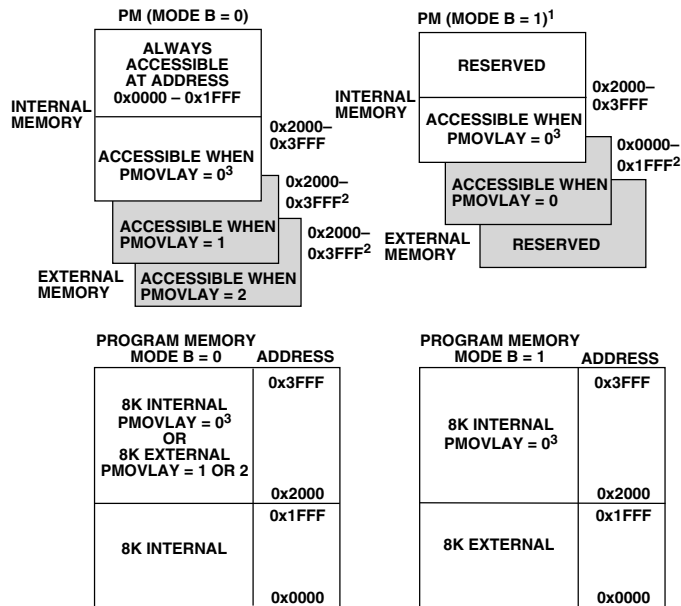 PM (MODE B = 0)
ALWAYS
ACCESSIBLE
AT ADDRESS
0x0000 – 0x1FFF
INTERNAL
MEMORY
0x2000–
0x3FFF
ACCESSIBLE WHEN
PMOVLAY = 0³
0x2000–
0x3FFF²
ACCESSIBLE WHEN
PMOVLAY = 1
0x2000–
0x3FFF²
EXTERNAL
MEMORY
ACCESSIBLE WHEN
PMOVLAY = 2
PM (MODE B = 1)¹
RESERVED
INTERNAL
MEMORY
0x2000–
0x3FFF
ACCESSIBLE WHEN
PMOVLAY = 0³
0x0000–
0x1FFF²
ACCESSIBLE WHEN
PMOVLAY = 0
EXTERNAL
MEMORY
RESERVED
PROGRAM MEMORY
MODE B = 0
ADDRESS
8K INTERNAL
PMOVLAY = 0³
OR
8K EXTERNAL
PMOVLAY = 1 OR 2
0x3FFF
0x2000
8K INTERNAL
0x1FFF
0x0000
PROGRAM MEMORY
MODE B = 1
ADDRESS
8K INTERNAL
PMOVLAY = 0³
0x3FFF
0x2000
8K EXTERNAL
0x1FFF
0x0000